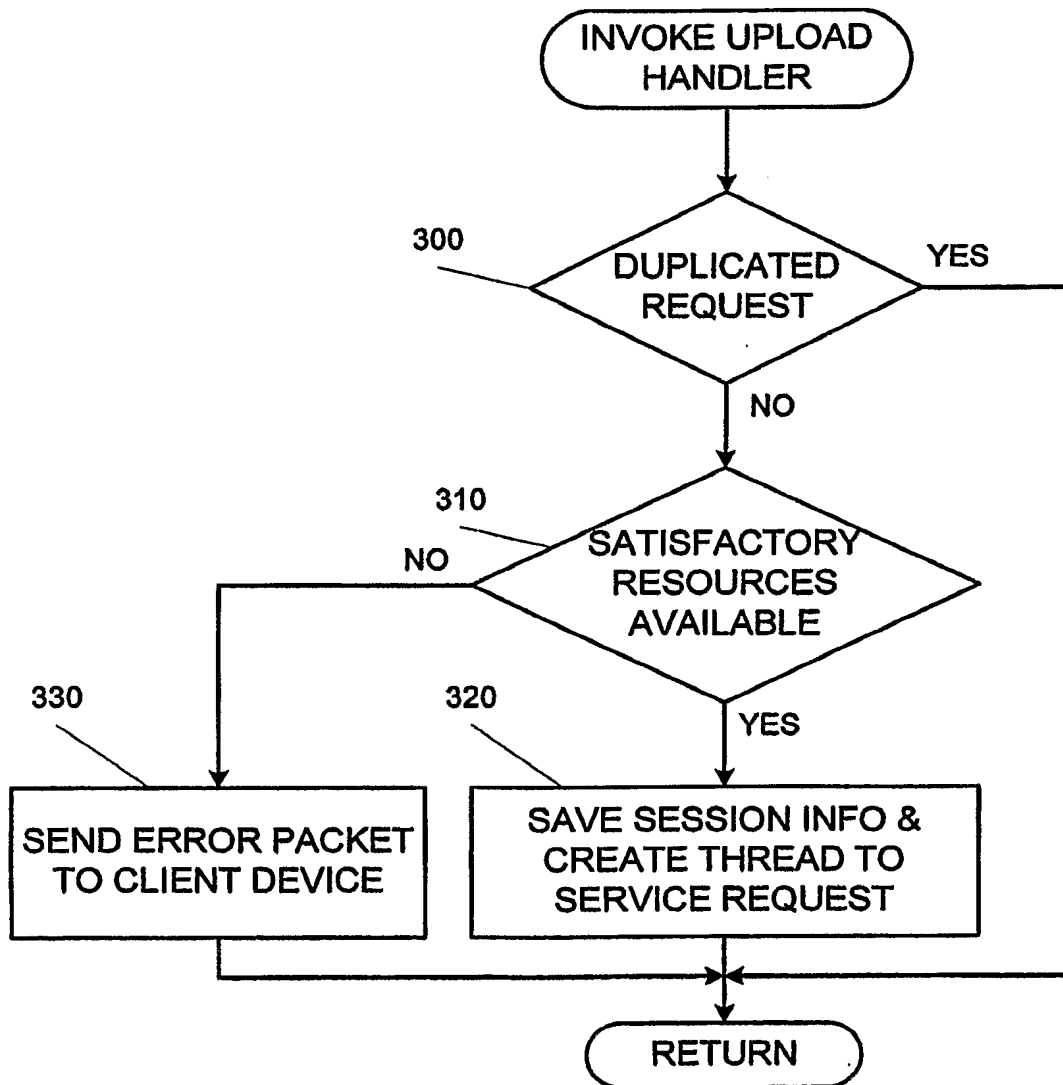 INVOKE UPLOAD
HANDLER
300
DUPLICATED
REQUEST
YES
NO
310
SATISFACTORY
RESOURCES
AVAILABLE
NO
YES
330
SEND ERROR PACKET
TO CLIENT DEVICE
320
SAVE SESSION INFO &
CREATE THREAD TO
SERVICE REQUEST
RETURN